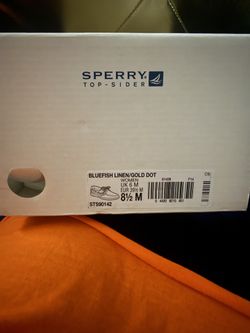 SPERRY
TOP-SIDER
BLUEFISH LINEN/GOLD DOT
WOMEN
UK 6 M
EUR 39½ M
8½ M
STS90142